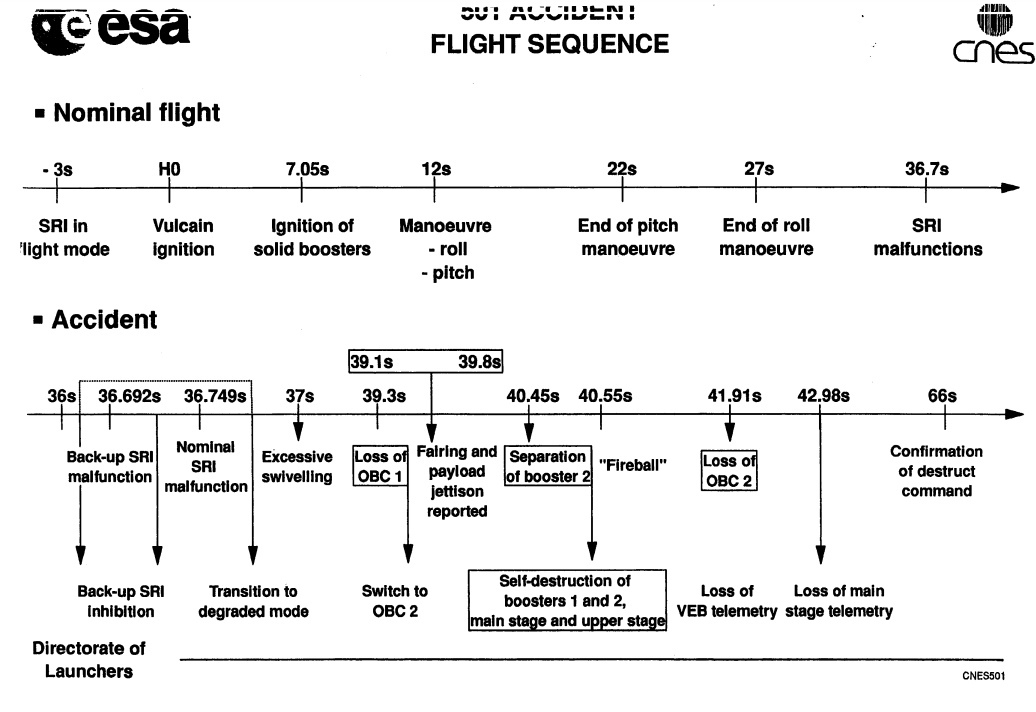 esa
501 ACCIDENT
FLIGHT SEQUENCE
cnes
Nominal flight
- 3s H0 7.05s 12s 22s 27s 36.7s
SRI in Vulcain Ignition of Manoeuvre End of pitch End of roll SRI
flight mode ignition solid boosters - roll manoeuvre manoeuvre malfunctions
- pitch
Accident
39.1s 39.8s
36s 36.692s 36.749s 37s 39.3s 40.45s 40.55s 41.91s 42.98s 66s
Back-up SRI
malfunction
Nominal
SRI
malfunction
Excessive
swivelling
Loss of
OBC 1
Fairing and
payload
jettison
reported
Separation
of booster 2
"Fireball"
Loss of
OBC 2
Confirmation
of destruct
command
Back-up SRI
inhibition
Transition to
degraded mode
Switch to
OBC 2
Self-destruction of
boosters 1 and 2,
main stage and upper stage
Loss of
VEB telemetry
Loss of main
stage telemetry
Directorate of
Launchers
CNES501